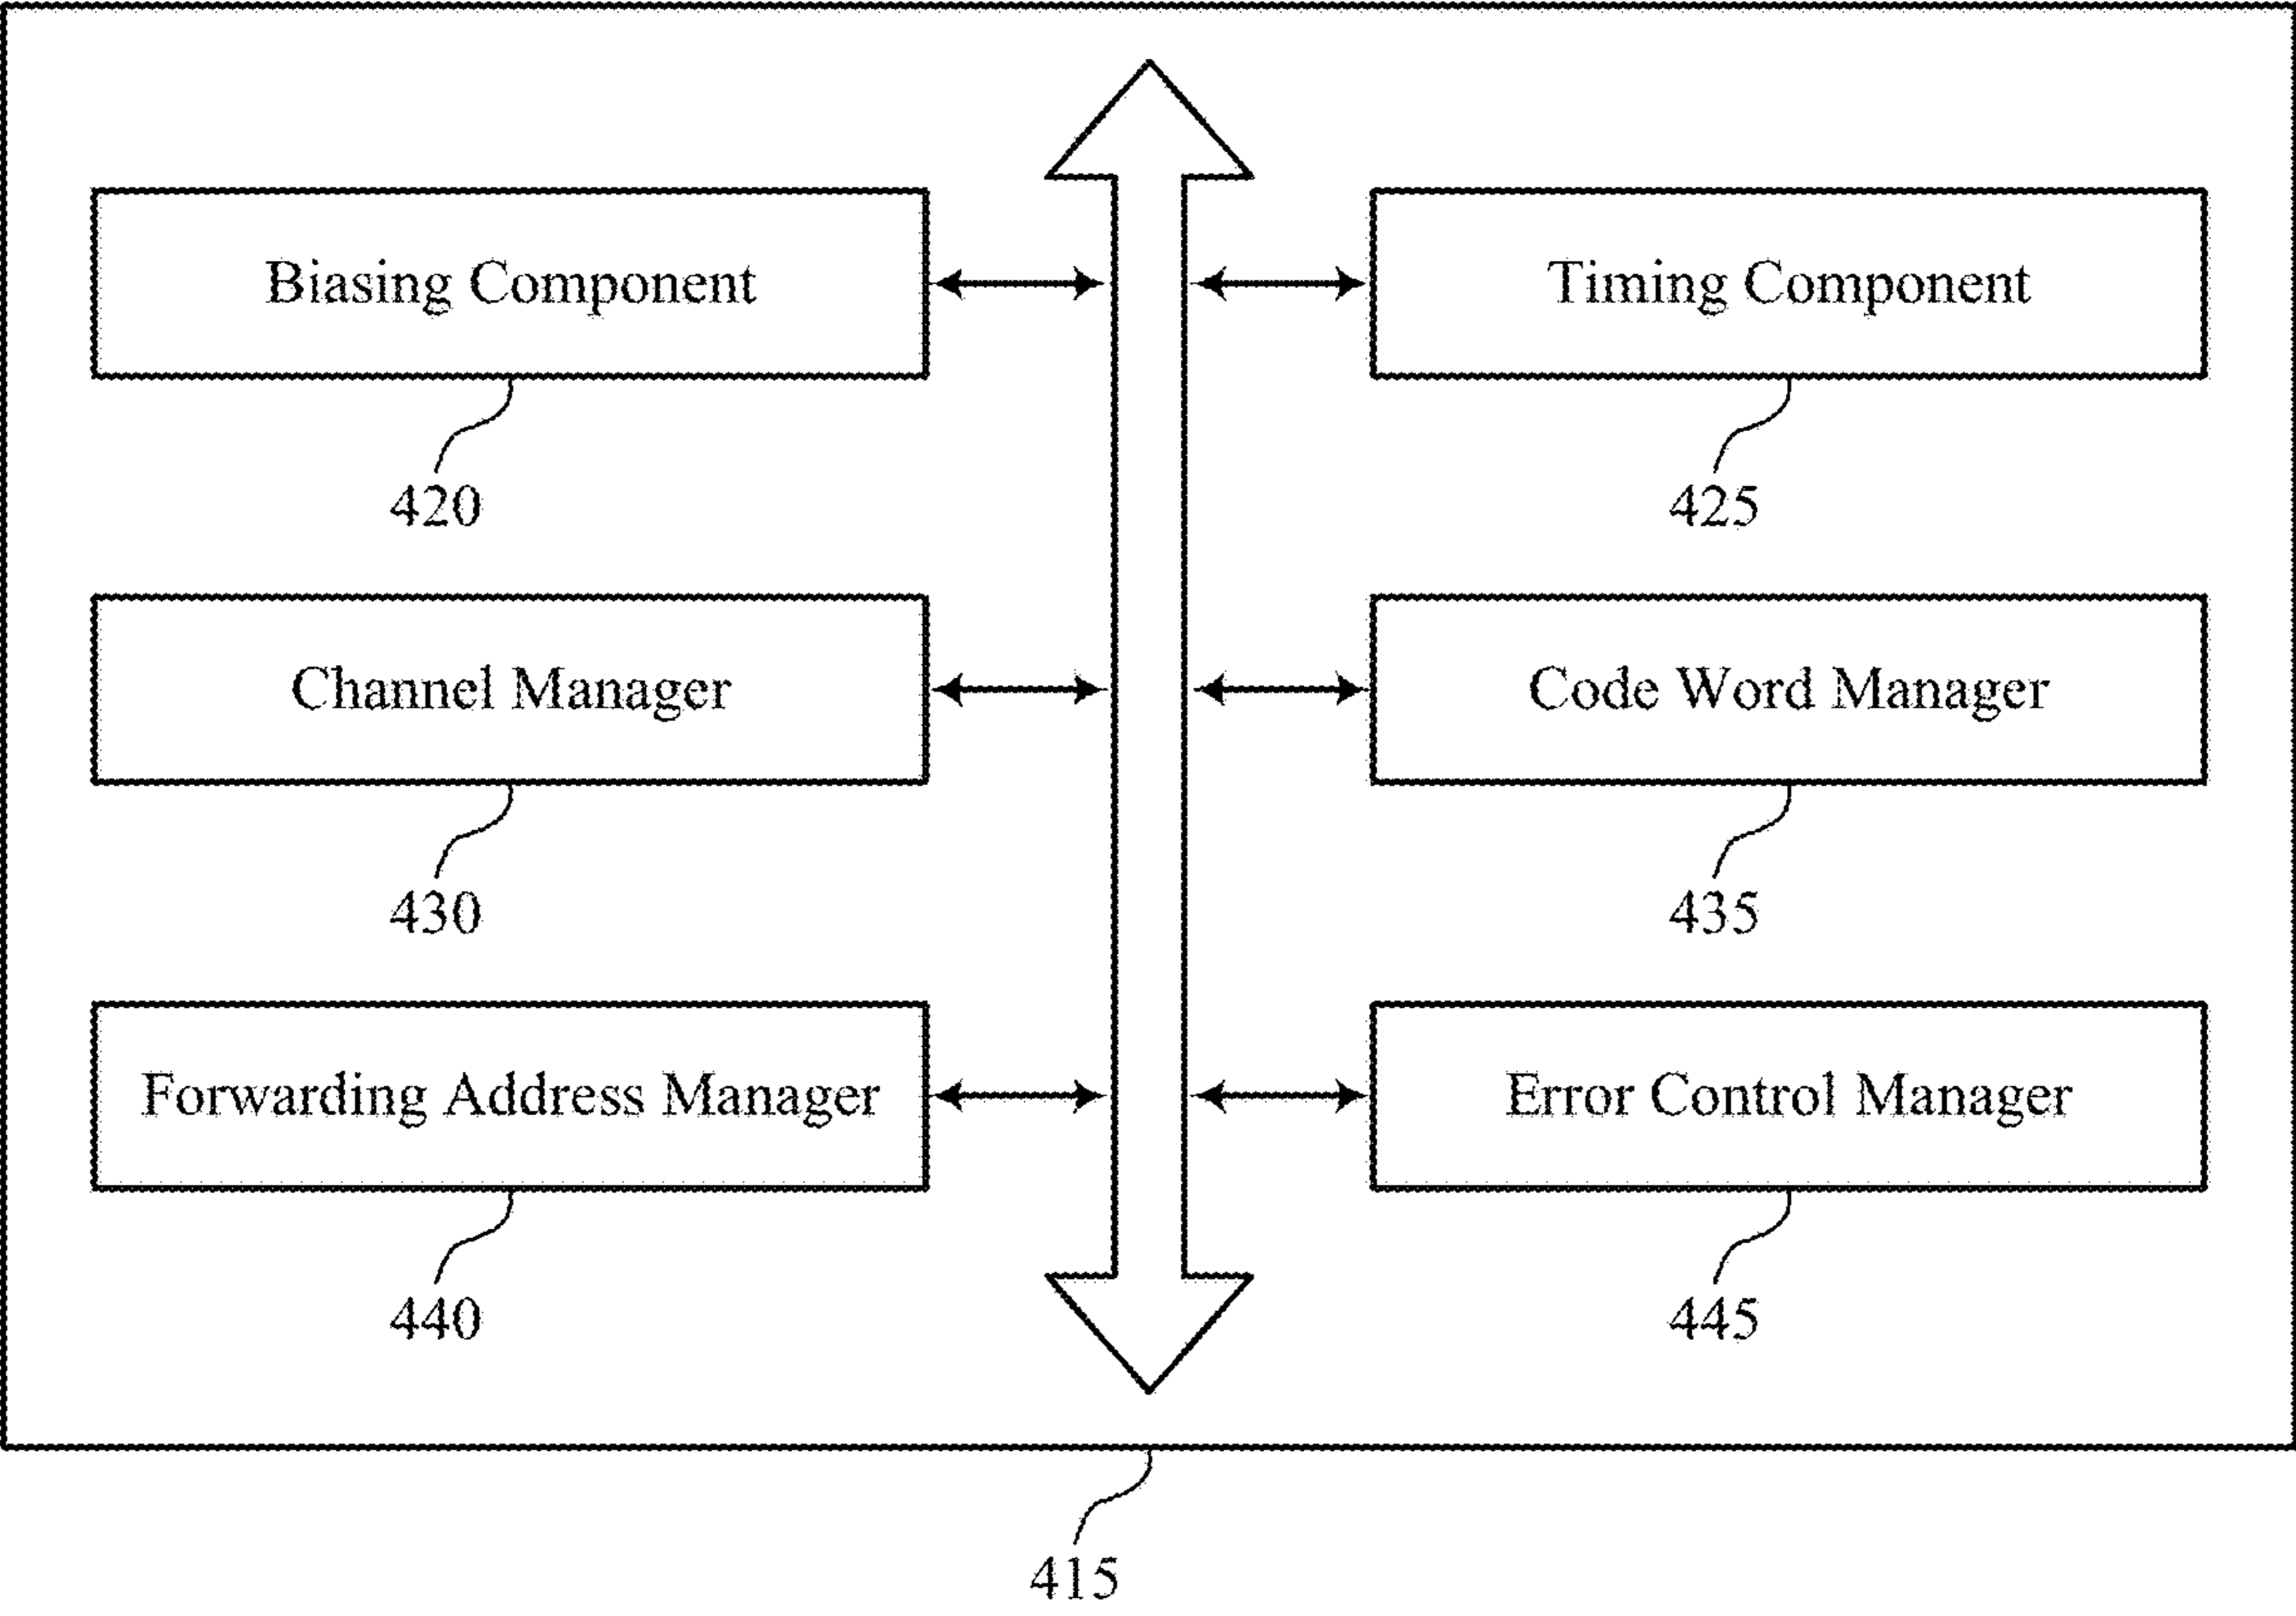 Biasing Component
Timing Component
420
425
Channel Manager
Code Word Manager
430
435
Forwarding Address Manager
Error Control Manager
440
445
415